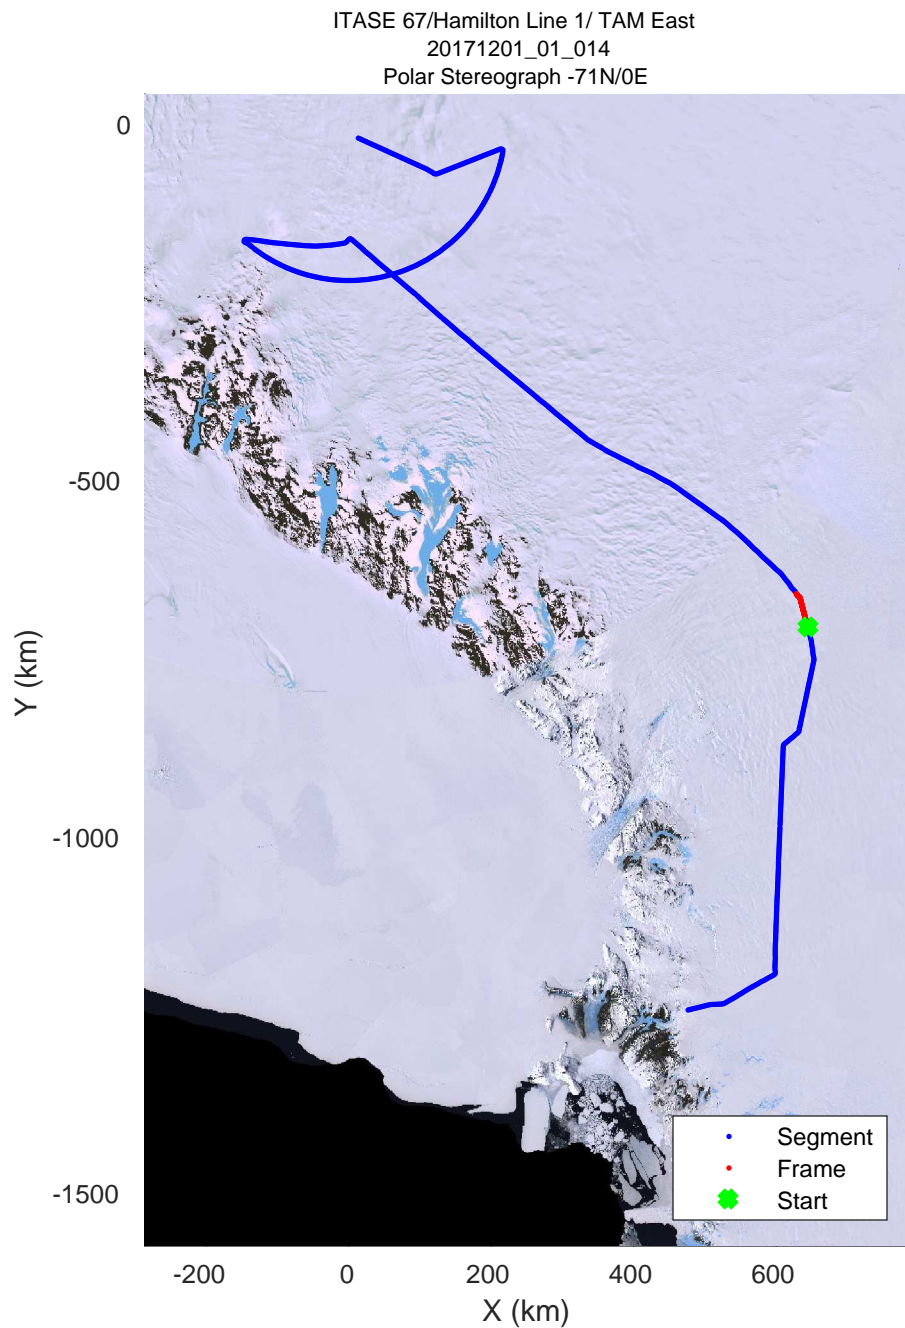 ITASE 67/Hamilton Line 1/ TAM East
20171201_01_014
Polar Stereograph -71N/0E
0
-500
-1000
-1500
Y (km)
-200
0
200
400
600
X (km)
Segment
Frame
Start